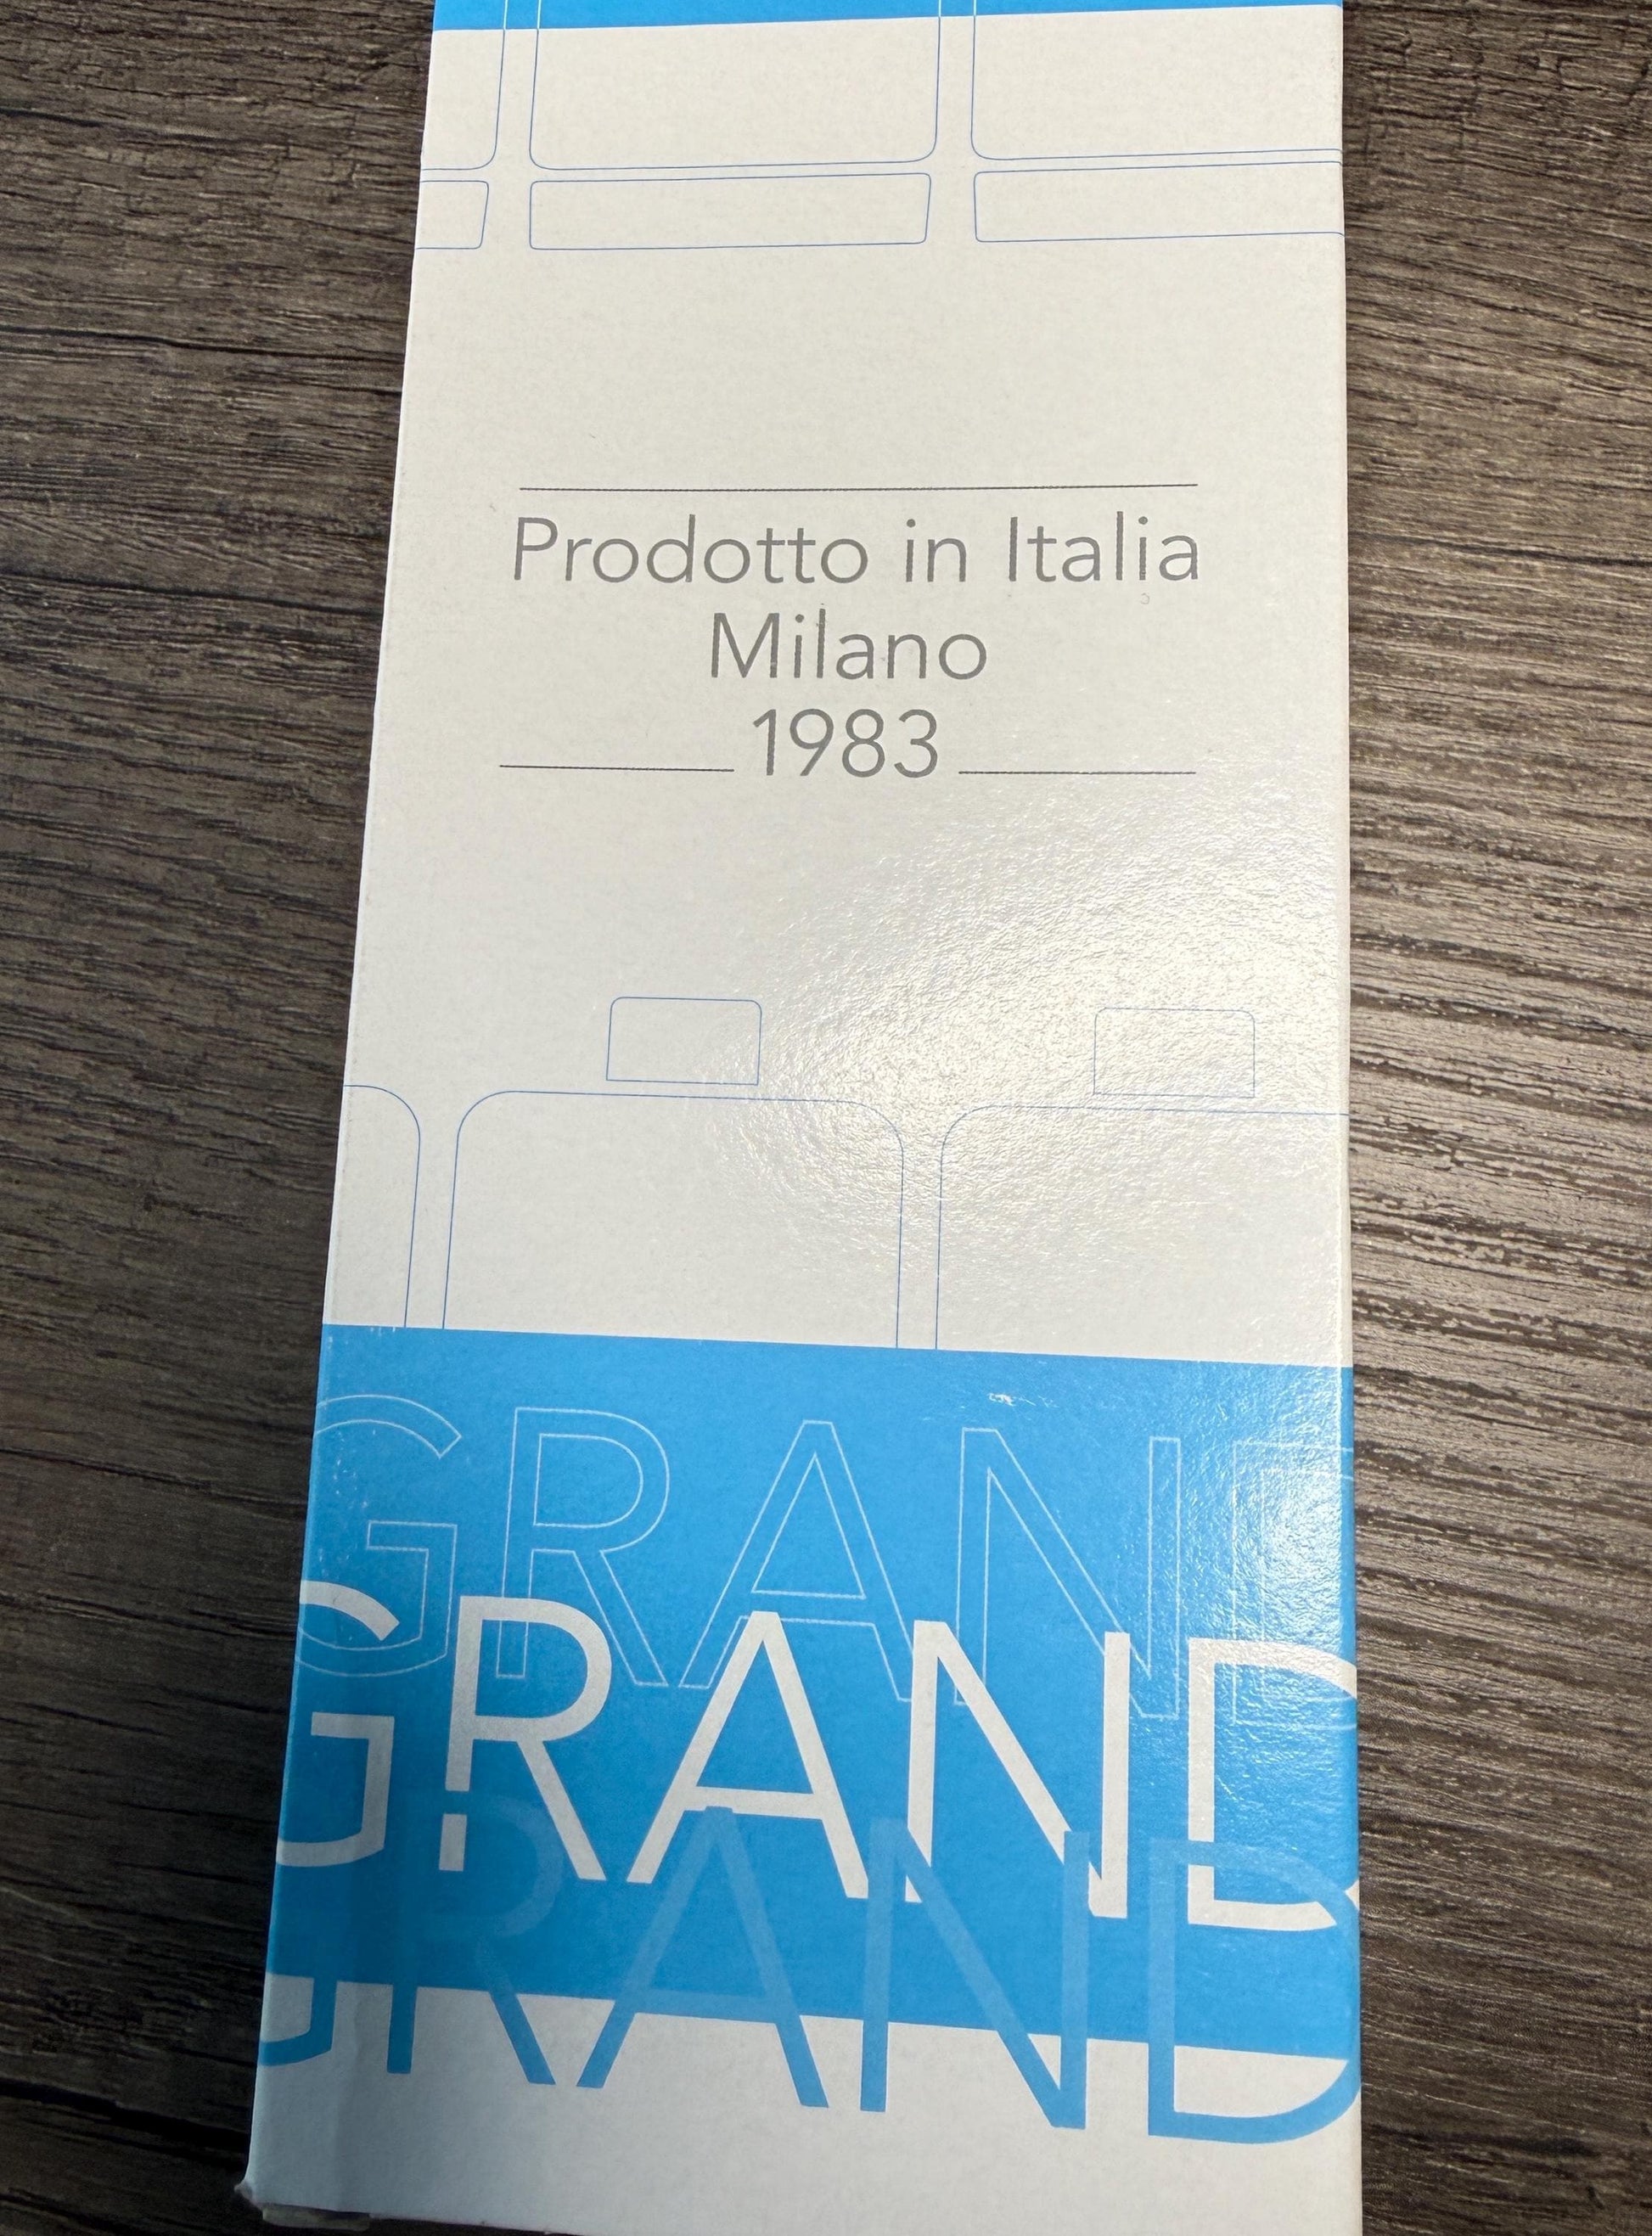 Prodotto in Italia
Milano
1983
GRAND
GRAND
GRAND